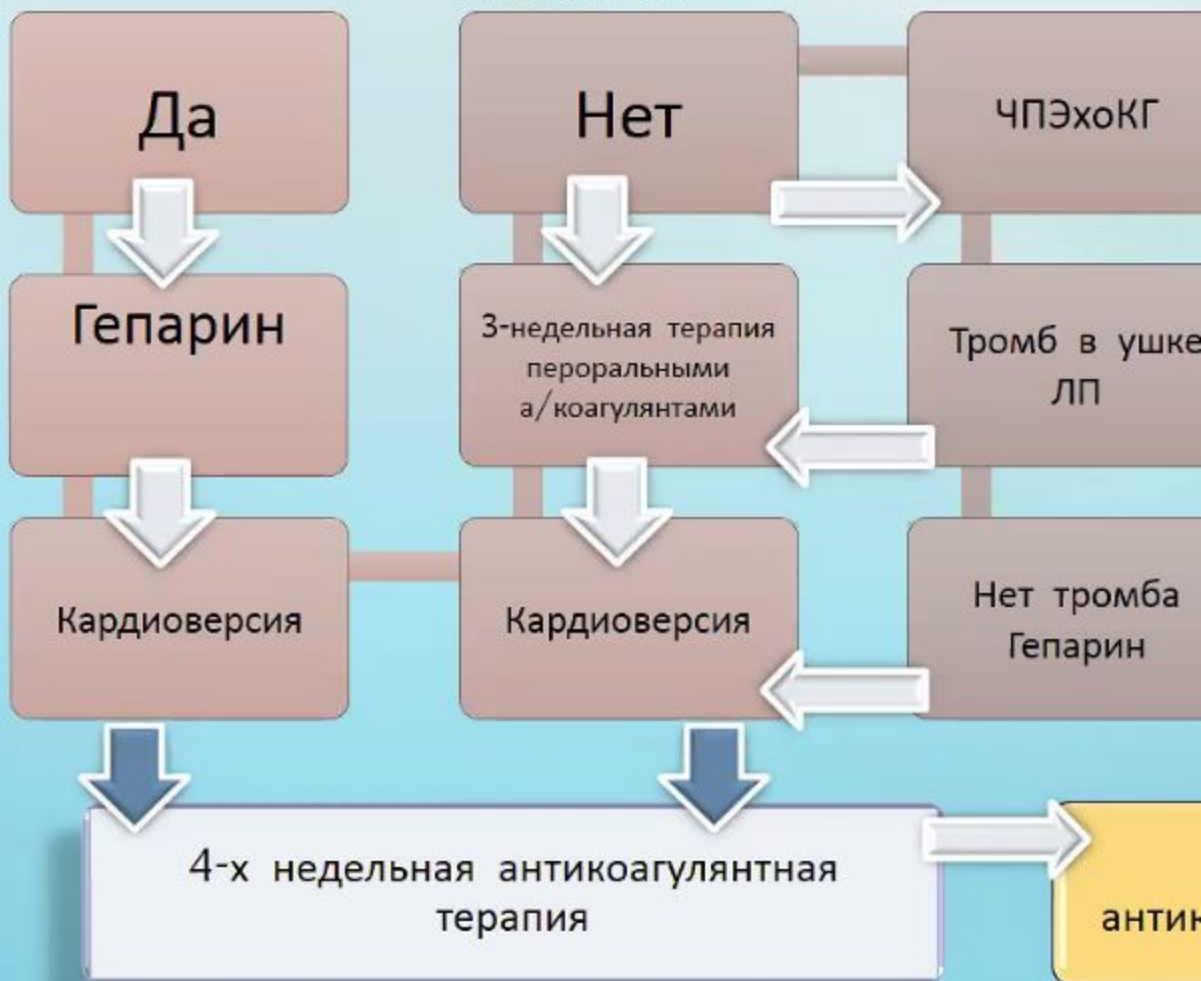 Да
Нет
ЧПЭхоКГ
Гепарин
3-недельная терапия
пероральными
а/коагулянтами
Тромб в ушке
ЛП
Кардиоверсия
Кардиоверсия
Нет тромба
Гепарин
4-х недельная антикоагулянтная
терапия